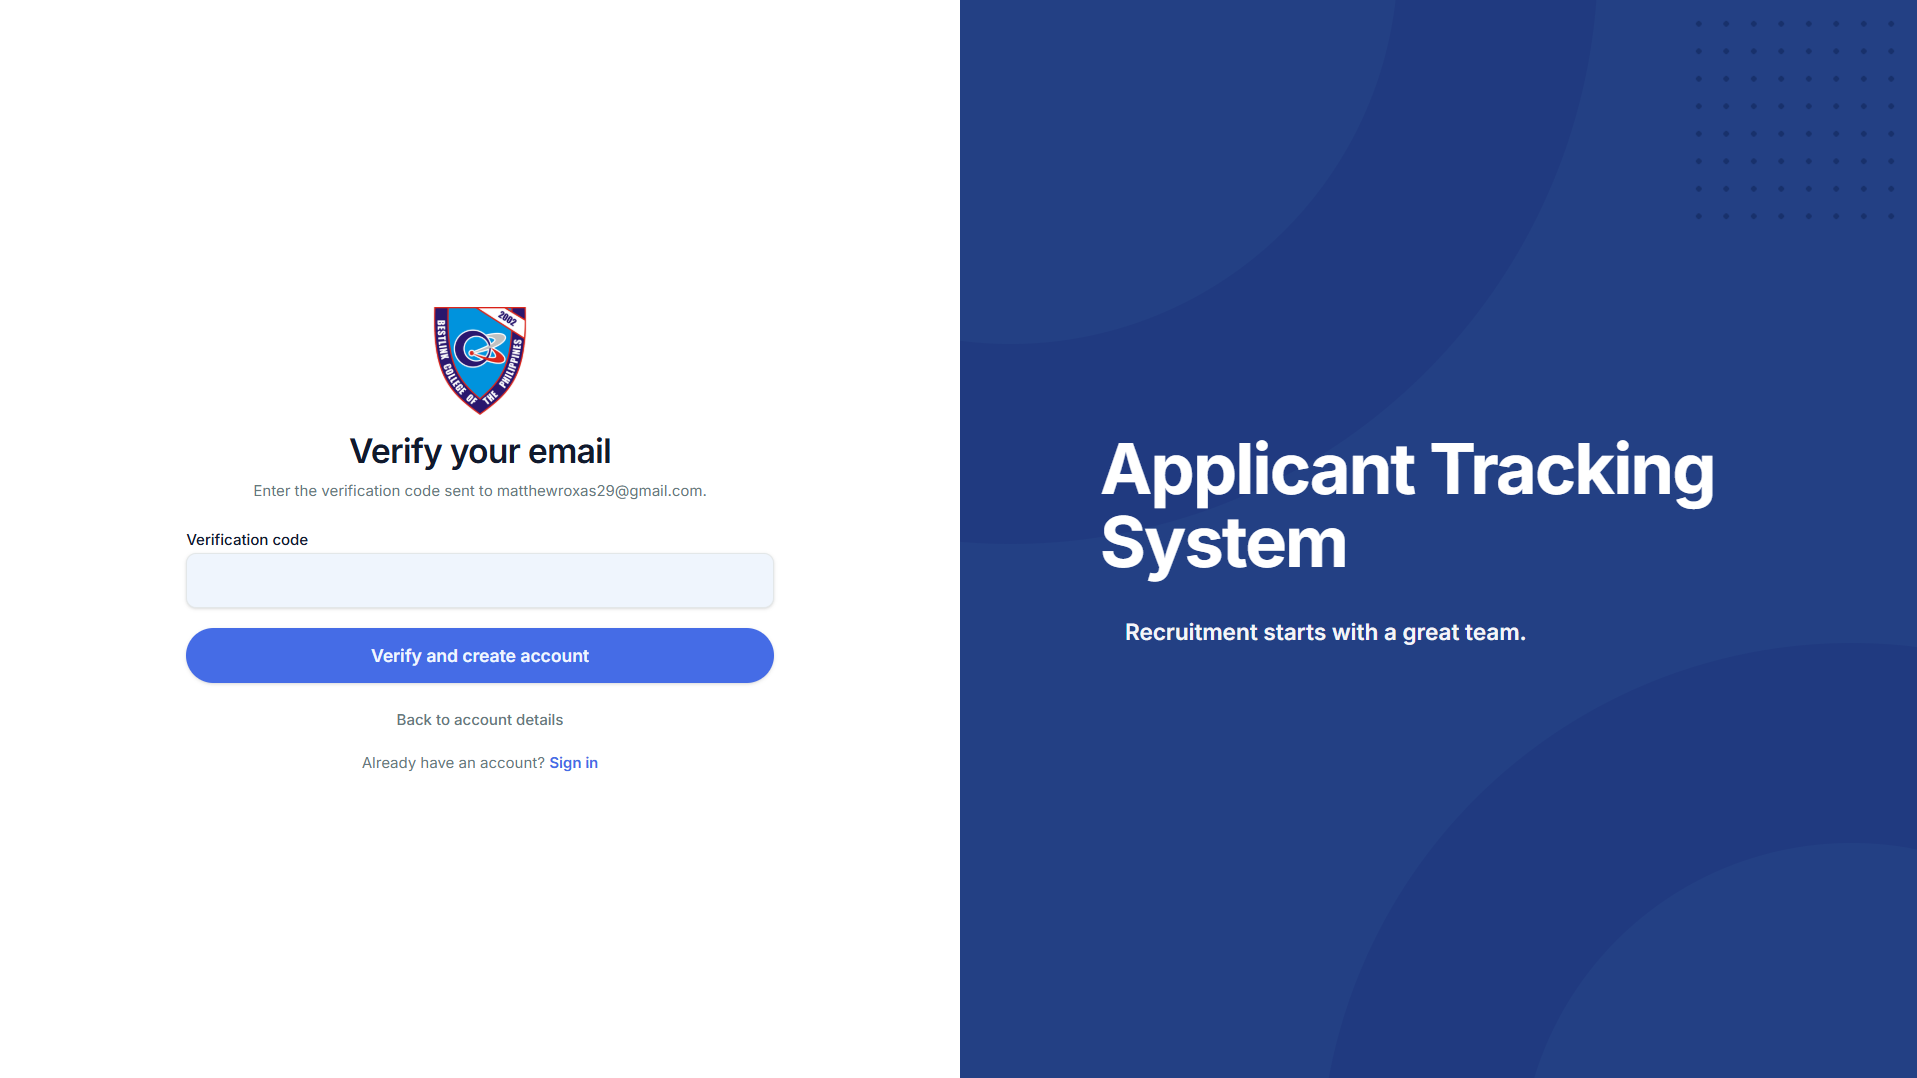 2002
BESTLINK COLLEGE OF THE PHILIPPINES
Verify your email
Enter the verification code sent to matthewroxas29@gmail.com.
Verification code
Verify and create account
Back to account details
Already have an account? Sign in
Applicant Tracking
System
Recruitment starts with a great team.